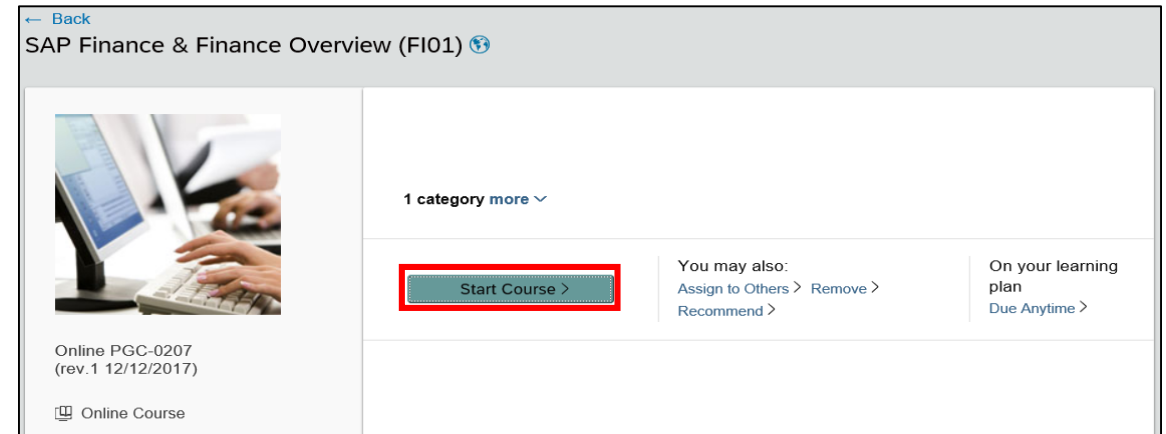 ← Back
SAP Finance & Finance Overview (FI01)
1 category more
Start Course >
You may also:
Assign to Others > Remove >
Recommend >
On your learning
plan
Due Anytime >
Online PGC-0207
(rev.1 12/12/2017)
Online Course